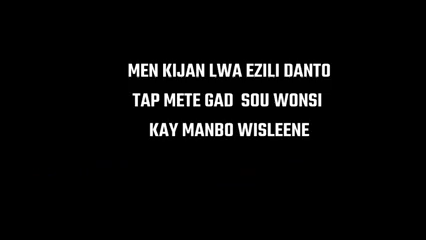 MEN KIJAN LWA EZILI DANTO
TAP METE GAD SOU WONSI
KAY MANBO WISLEENE